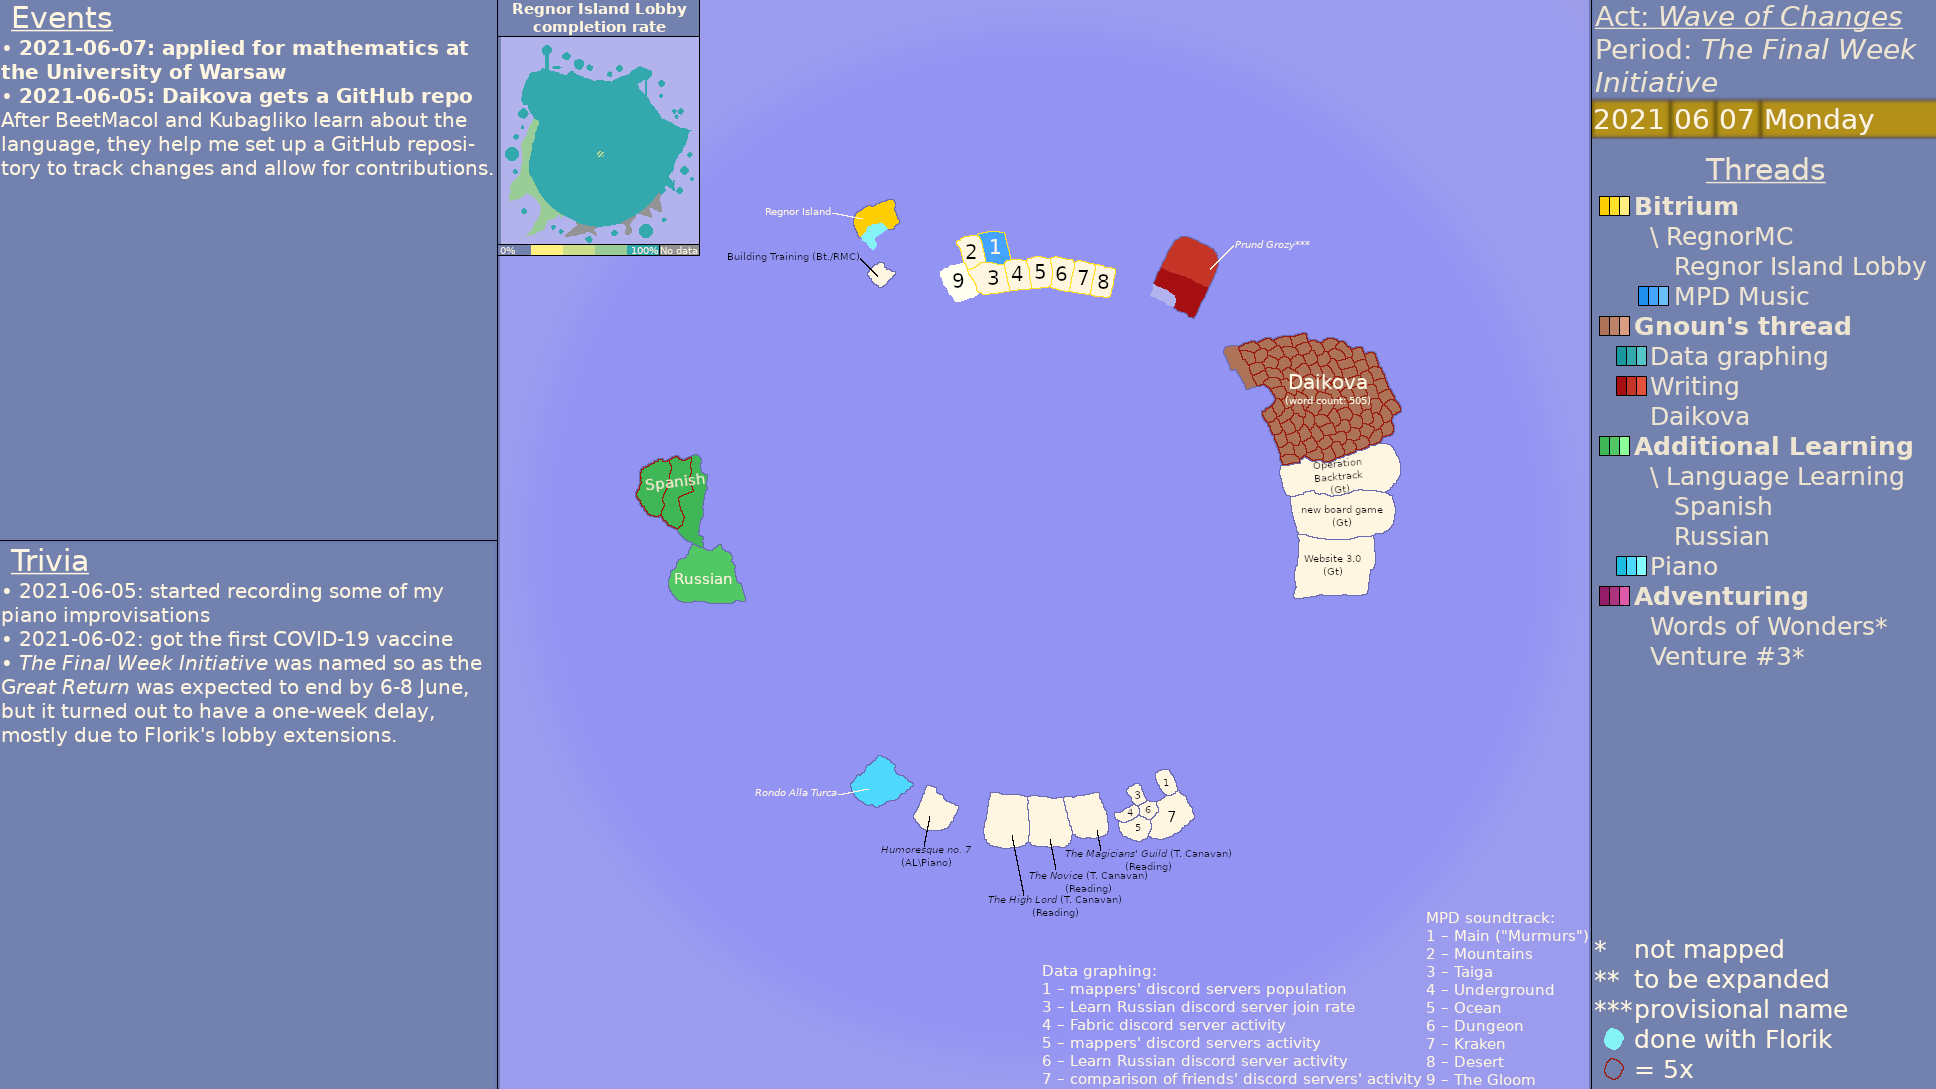 Events
• 2021-06-07: applied for mathematics at
the University of Warsaw
• 2021-06-05: Daikova gets a GitHub repo
After BeetMacol and Kubagliko learn about the
language, they help me set up a GitHub reposi-
tory to track changes and allow for contributions.
Trivia
• 2021-06-05: started recording some of my
piano improvisations
• 2021-06-02: got the first COVID-19 vaccine
• The Final Week Initiative was named so as the
Great Return was expected to end by 6-8 June,
but it turned out to have a one-week delay,
mostly due to Florik's lobby extensions.
Regnor Island Lobby
completion rate
0%
100%
No data
Regnor Island
Building Training (Bt./RMC)
2
1
9
3
4
5
6
7
8
Prund Grozy***
Daikova
(word count: 505)
Operation
Backtrack
(Gt)
new board game
(Gt)
Website 3.0
(Gt)
Spanish
Russian
Rondo Alla Turca
Humoresque no. 7
(AL\Piano)
The Magicians' Guild (T. Canavan)
(Reading)
The Novice (T. Canavan)
(Reading)
The High Lord (T. Canavan)
(Reading)
1
3
4
6
5
7
Data graphing:
1 – mappers' discord servers population
3 – Learn Russian discord server join rate
4 – Fabric discord server activity
5 – mappers' discord servers activity
6 – Learn Russian discord server activity
7 – comparison of friends' discord servers' activity
MPD soundtrack:
1 – Main ("Murmurs")
2 – Mountains
3 – Taiga
4 – Underground
5 – Ocean
6 – Dungeon
7 – Kraken
8 – Desert
9 – The Gloom
Act: Wave of Changes
Period: The Final Week
Initiative
2021 06 07 Monday
Threads
Bitrium
\ RegnorMC
Regnor Island Lobby
MPD Music
Gnoun's thread
Data graphing
Writing
Daikova
Additional Learning
\ Language Learning
Spanish
Russian
Piano
Adventuring
Words of Wonders*
Venture #3*
* not mapped
** to be expanded
*** provisional name
done with Florik
= 5x